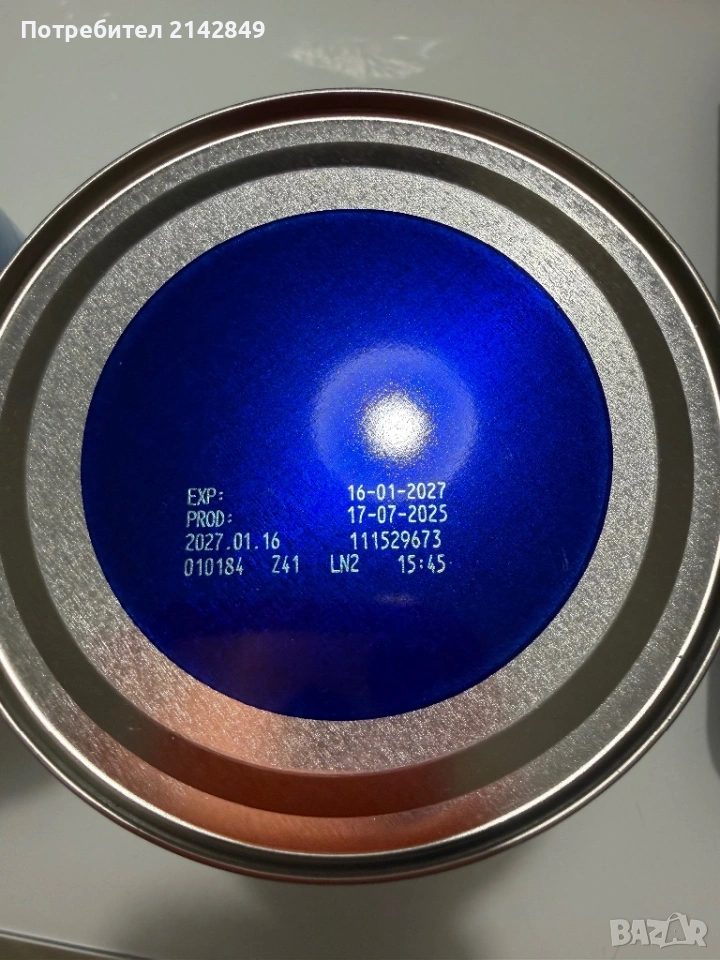 Потребител 2142849
EXP: 16-01-2027
PROD: 17-07-2025
2027.01.16 111529673
010184 Z41 LN2 15:45
BAZAR